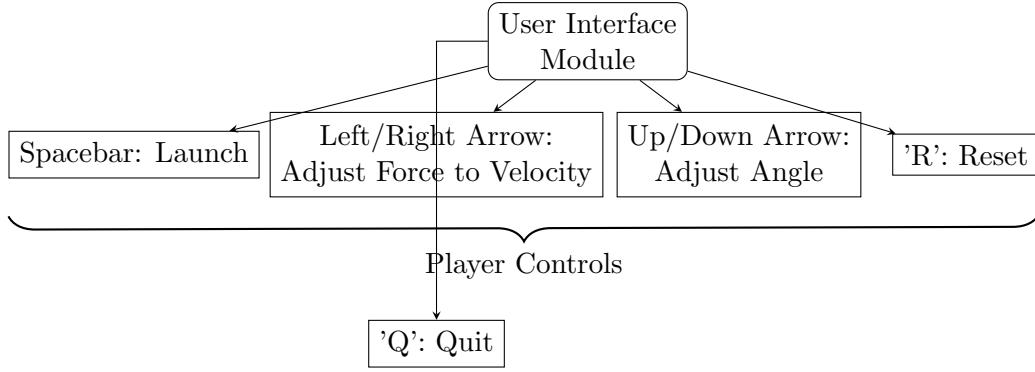 User Interface
Module
Spacebar: Launch
Left/Right Arrow:
Adjust Force to Velocity
Up/Down Arrow:
Adjust Angle
'R': Reset
Player Controls
'Q': Quit